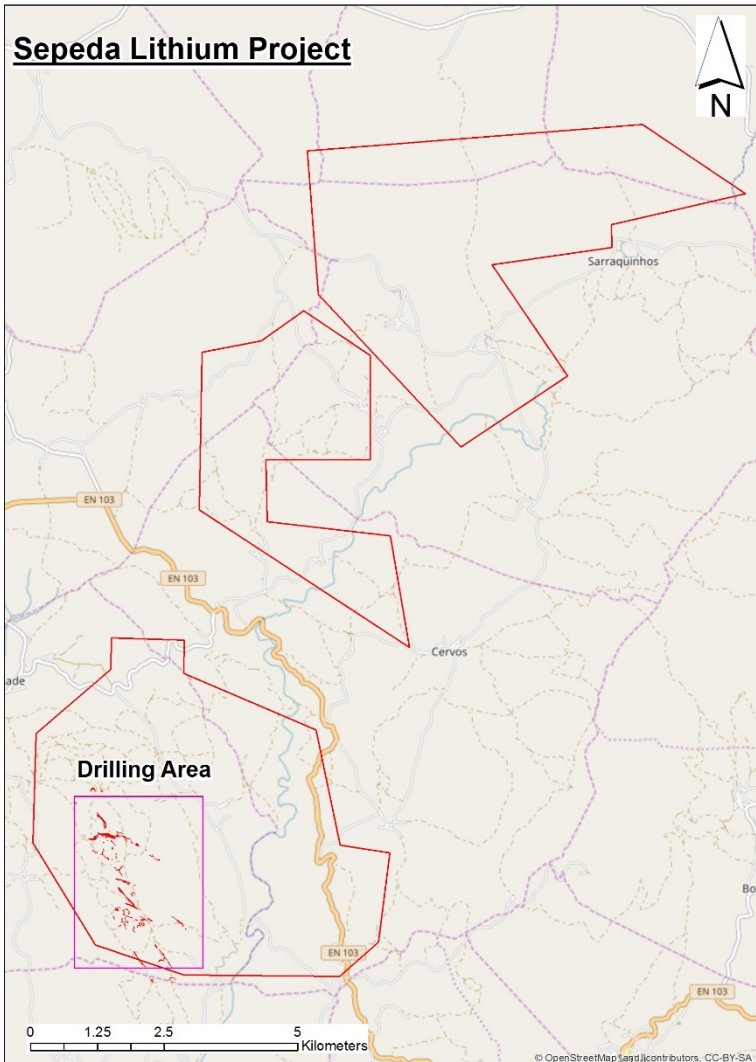 Sepeda Lithium Project
N
Sarraquinhos
EN 103
EN 103
Cervos
ade
Drilling Area
Bo
EN 103
EN 103
0 1.25 2.5 5
Kilometers
© OpenStreetMap (and) contributors, CC-BY-SA